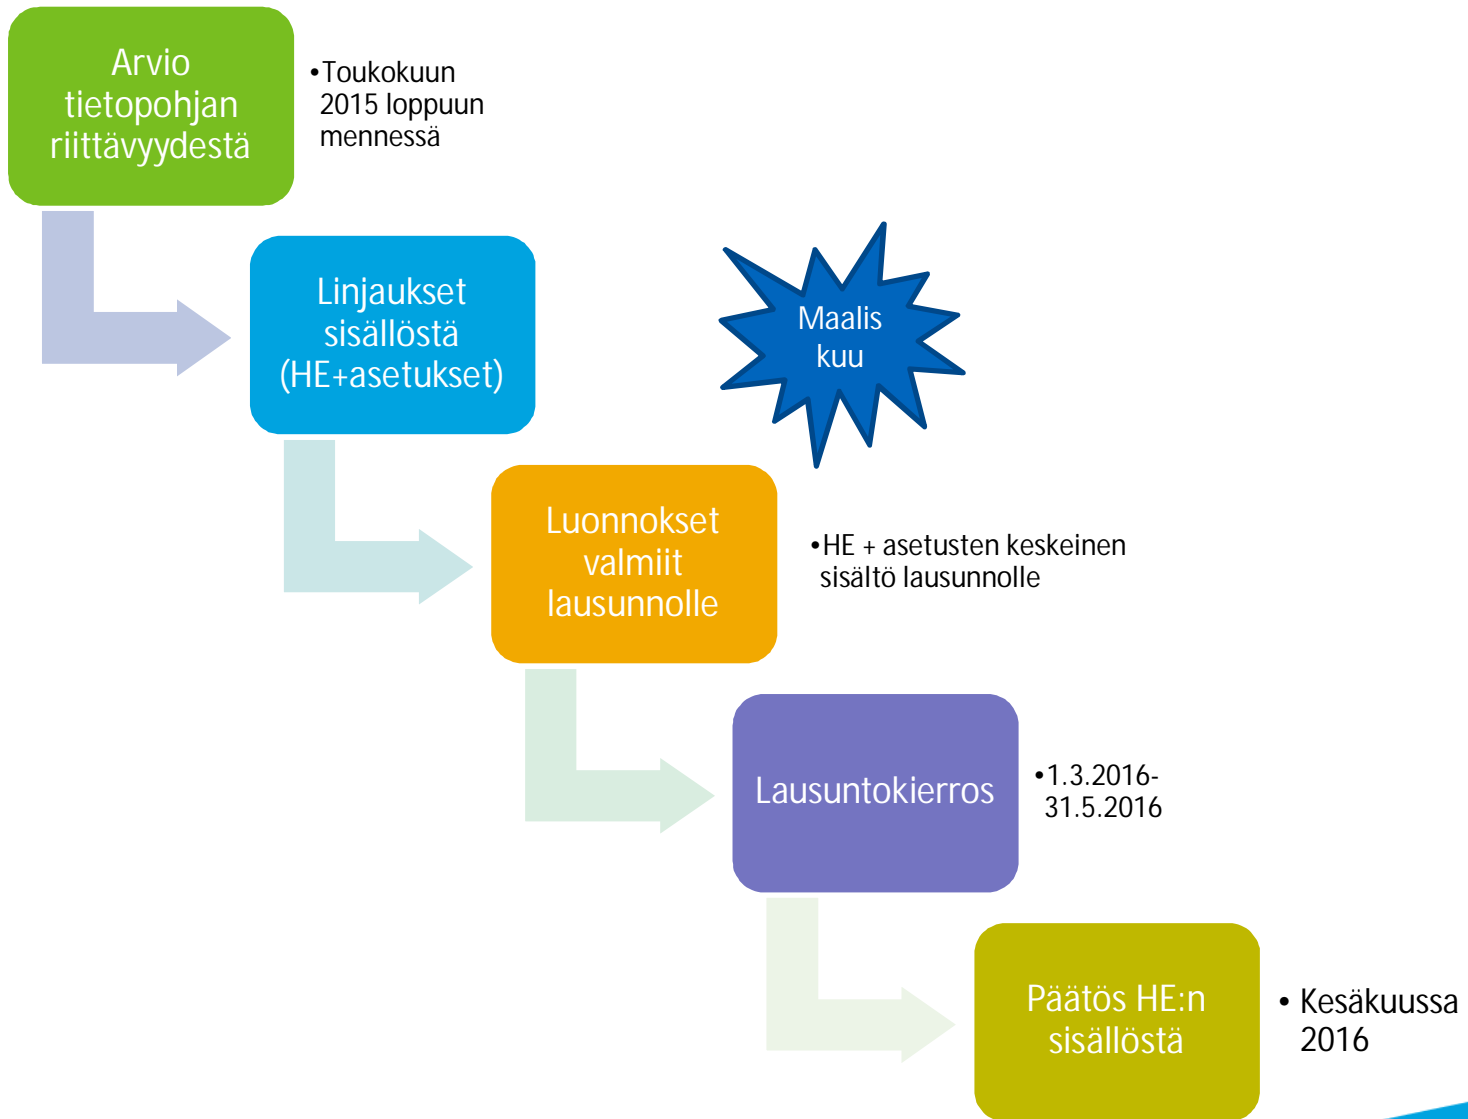 Arvio
tietopohjan
riittävyydestä
•Toukokuun
2015 loppuun
mennessä
Linjaukset
sisällöstä
(HE+asetukset)
Maalis
kuu
Luonnokset
valmiit
lausunnolle
•HE + asetusten keskeinen
sisältö lausunnolle
Lausuntokierros
•1.3.2016-
31.5.2016
Päätös HE:n
sisällöstä
• Kesäkuussa
2016